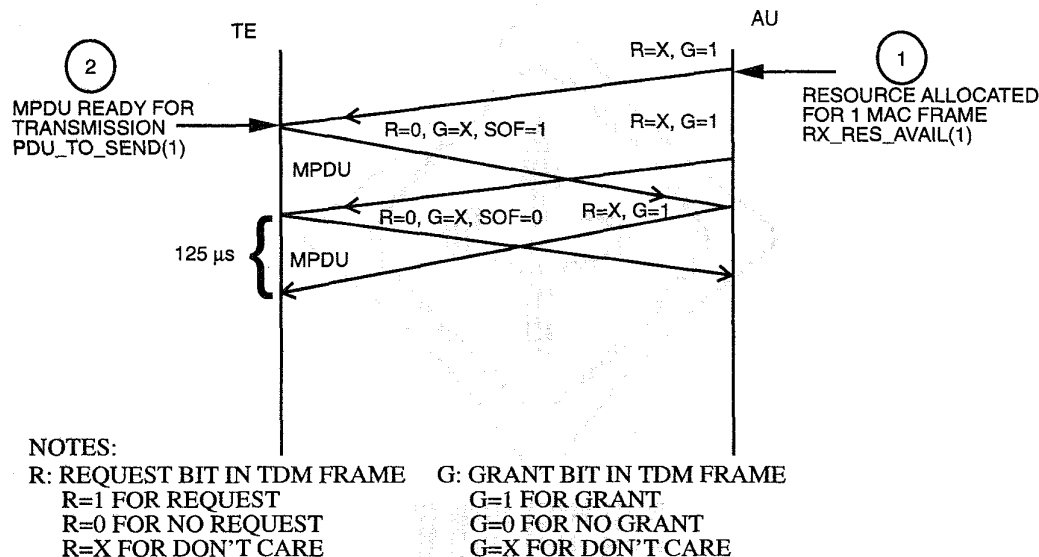 TE
AU
R=X, G=1
2
1
MPDU READY FOR
TRANSMISSION
PDU_TO_SEND(1)
RESOURCE ALLOCATED
FOR 1 MAC FRAME
RX_RES_AVAIL(1)
R=0, G=X, SOF=1
R=X, G=1
MPDU
R=0, G=X, SOF=0
R=X, G=1
125 µs
MPDU
NOTES:
R: REQUEST BIT IN TDM FRAME
R=1 FOR REQUEST
R=0 FOR NO REQUEST
R=X FOR DON'T CARE
G: GRANT BIT IN TDM FRAME
G=1 FOR GRANT
G=0 FOR NO GRANT
G=X FOR DON'T CARE